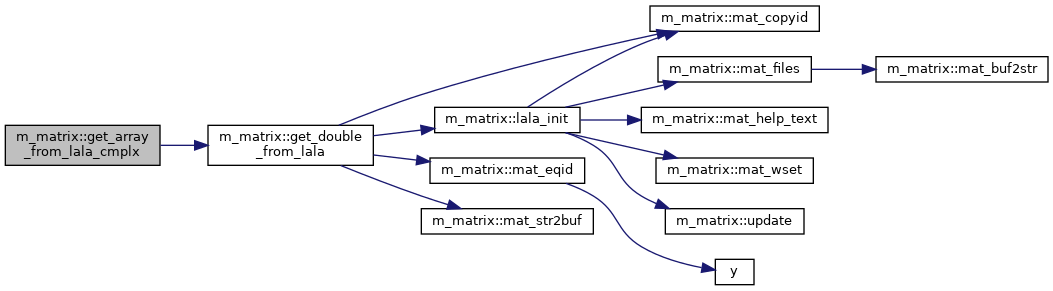 m_matrix::get_array
_from_lala_cmplx
m_matrix::get_double
_from_lala
m_matrix::mat_copyid
m_matrix::lala_init
m_matrix::mat_files
m_matrix::mat_buf2str
m_matrix::mat_help_text
m_matrix::mat_wset
m_matrix::update
m_matrix::mat_eqid
y
m_matrix::mat_str2buf